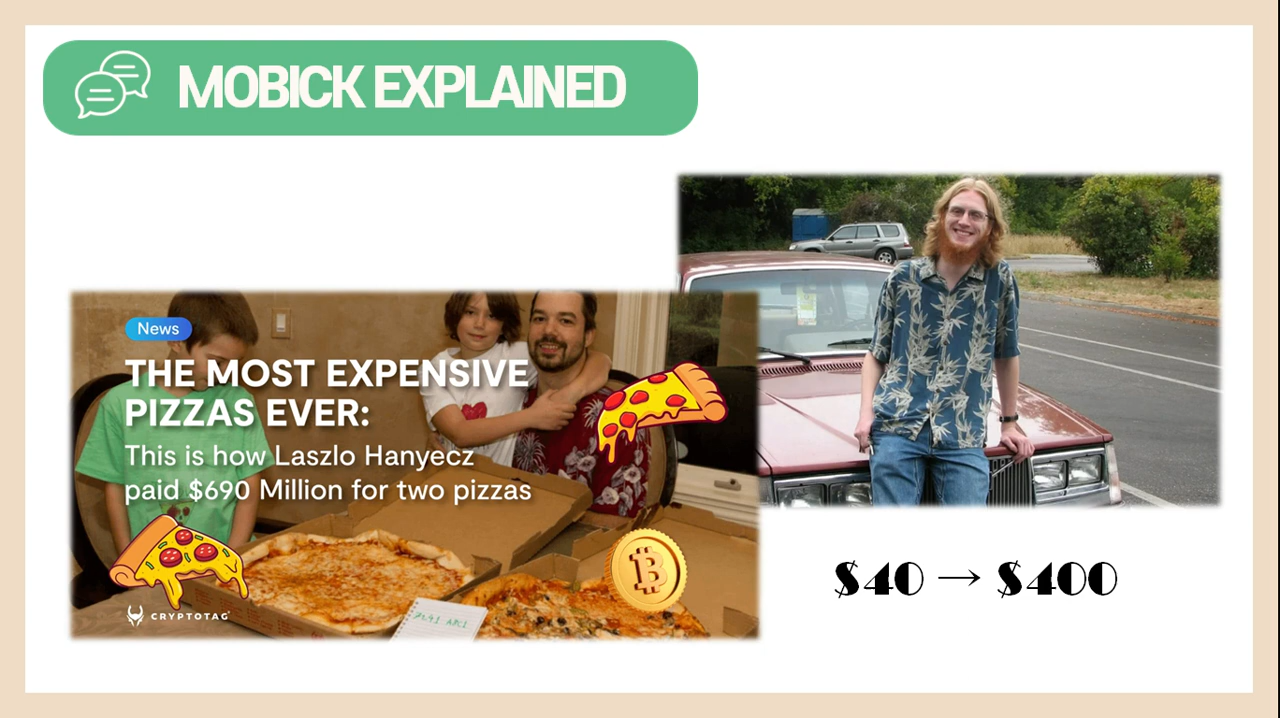 MOBICK EXPLAINED
News
THE MOST EXPENSIVE
PIZZAS EVER:
This is how Laszlo Hanyecz
paid $690 Million for two pizzas
CRYPTOTAG
$40 → $400